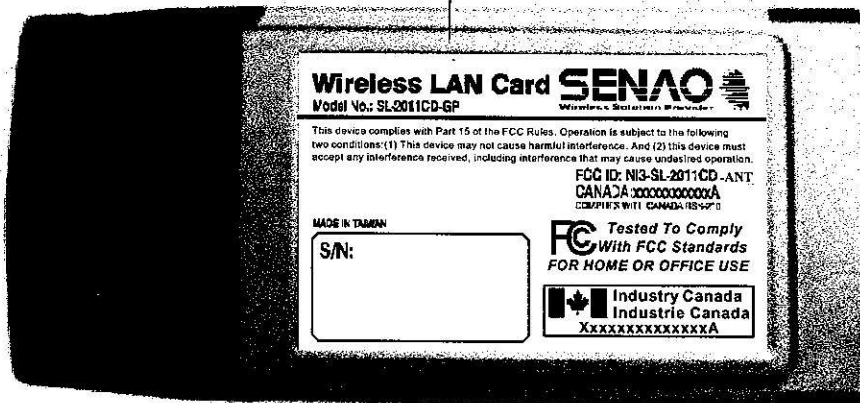 Wireless LAN Card SENAO
Model No.: SL-2011CD-GP
Wireless Solution Provider
This device complies with Part 15 of the FCC Rules. Operation is subject to the following
two conditions:(1) This device may not cause harmful interference. And (2) this device must
accept any interference received, including interference that may cause undesired operation.
FCC ID: NI3-SL-2011CD-ANT
CANADA:xxxxxxxxxxxxA
COMPLIES WITH CANADA
MADE IN TAIWAN
S/N:
FC Tested To Comply
With FCC Standards
FOR HOME OR OFFICE USE
Industry Canada
Industrie Canada
XxxxxxxxxxxxxxA